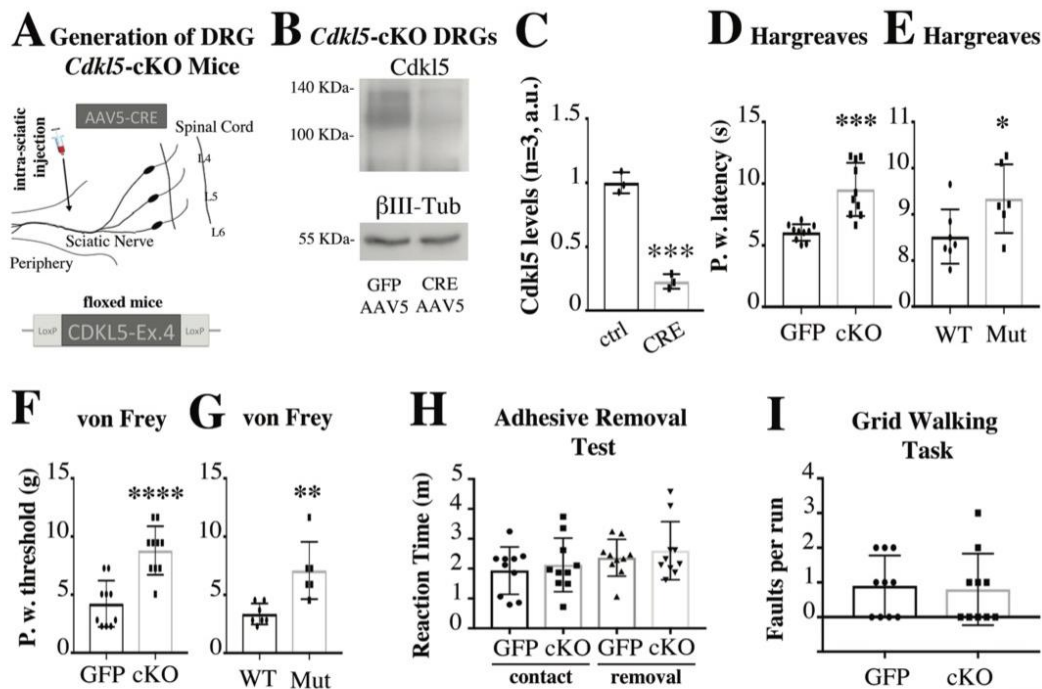 A Generation of DRG
Cdkl5-cKO Mice
AAV5-CRE
intra-sciatic
injection
Spinal Cord
L4
L5
L6
Sciatic Nerve
Periphery
floxed mice
LoxP CDKL5-Ex.4 LoxP
B Cdkl5-cKO DRGs
Cdkl5
140 KDa-
100 KDa-
βIII-Tub
55 KDa-
GFP CRE
AAV5 AAV5
C
Cdkl5 levels (n=3, a.u.)
1.5
1
0.5
0
***
ctrl CRE
D Hargreaves
P. w. latency (s)
15
10
5
0
***
GFP cKO
E Hargreaves
11
10
9
8
0
*
WT Mut
F von Frey
P. w. threshold (g)
15
10
5
0
****
GFP cKO
G von Frey
15
10
5
0
**
WT Mut
H Adhesive Removal
Test
Reaction Time (m)
5
4
3
2
1
0
GFP cKO GFP cKO
contact removal
I Grid Walking
Task
Faults per run
4
3
2
1
0
GFP cKO